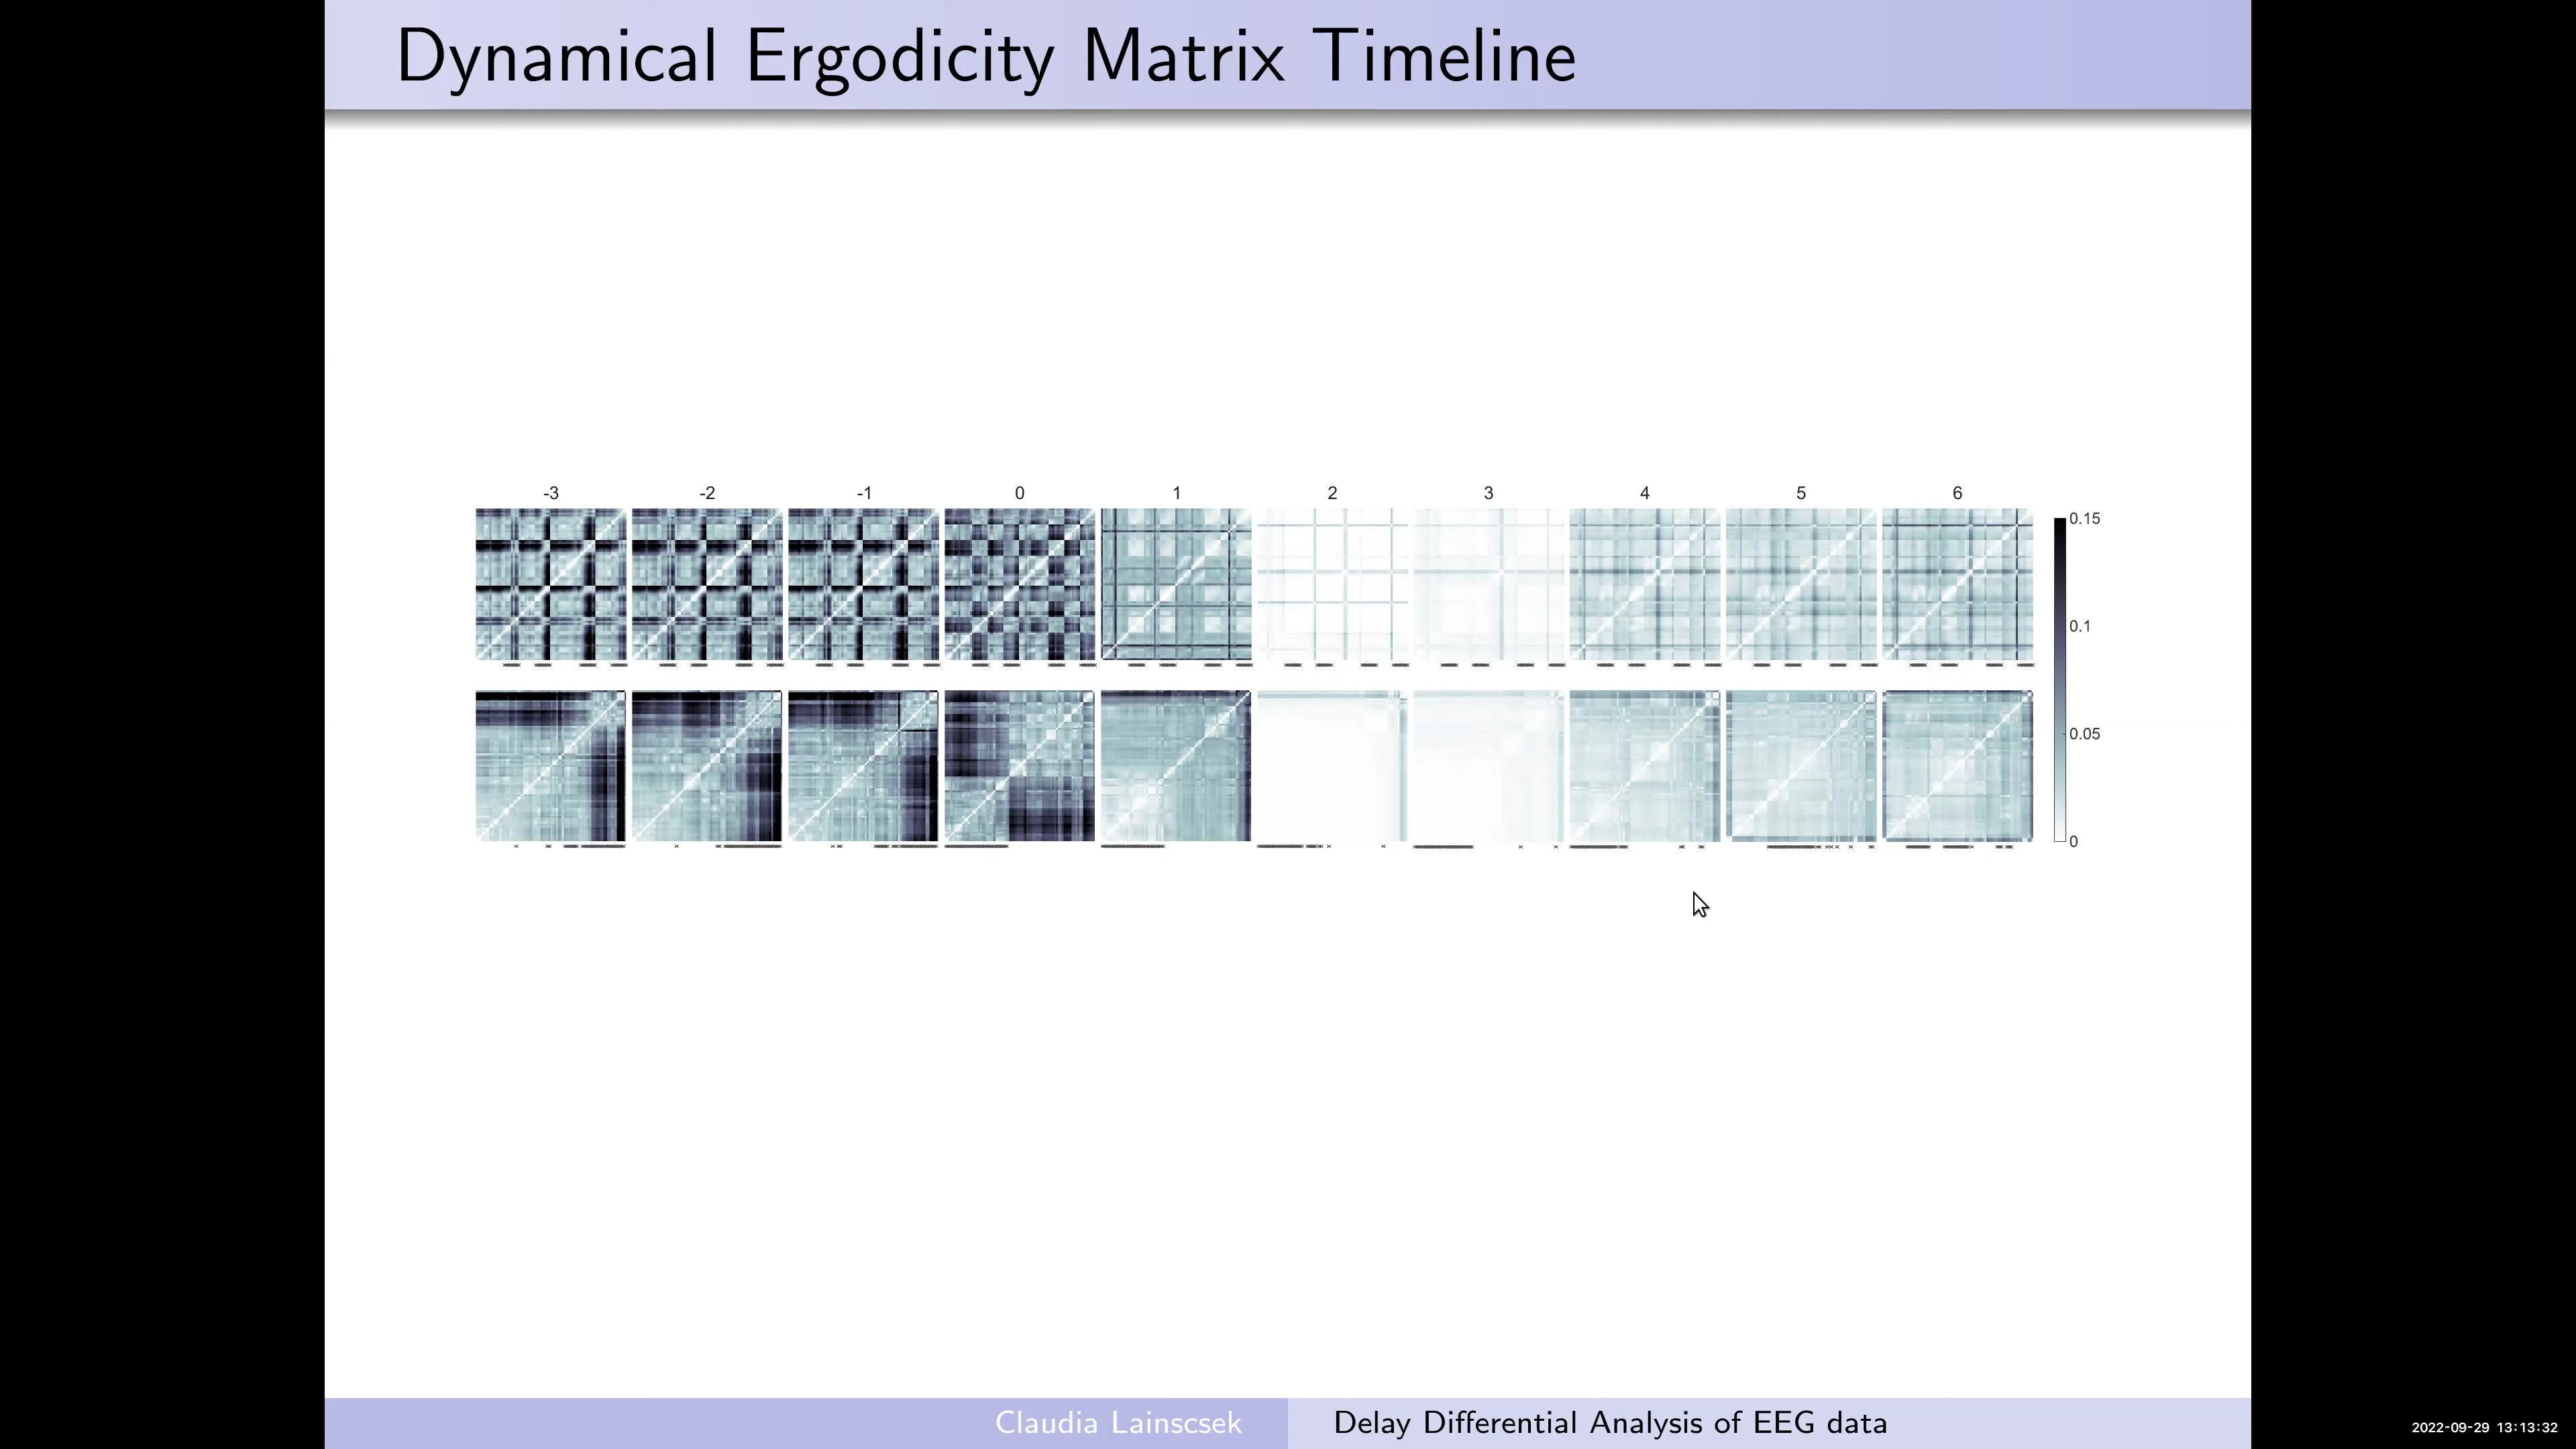 Dynamical Ergodicity Matrix Timeline
-3 -2 -1 0 1 2 3 4 5 6
0.15
0.1
0.05
0
Claudia Lainscsek Delay Differential Analysis of EEG data
2022-09-29 13:13:32